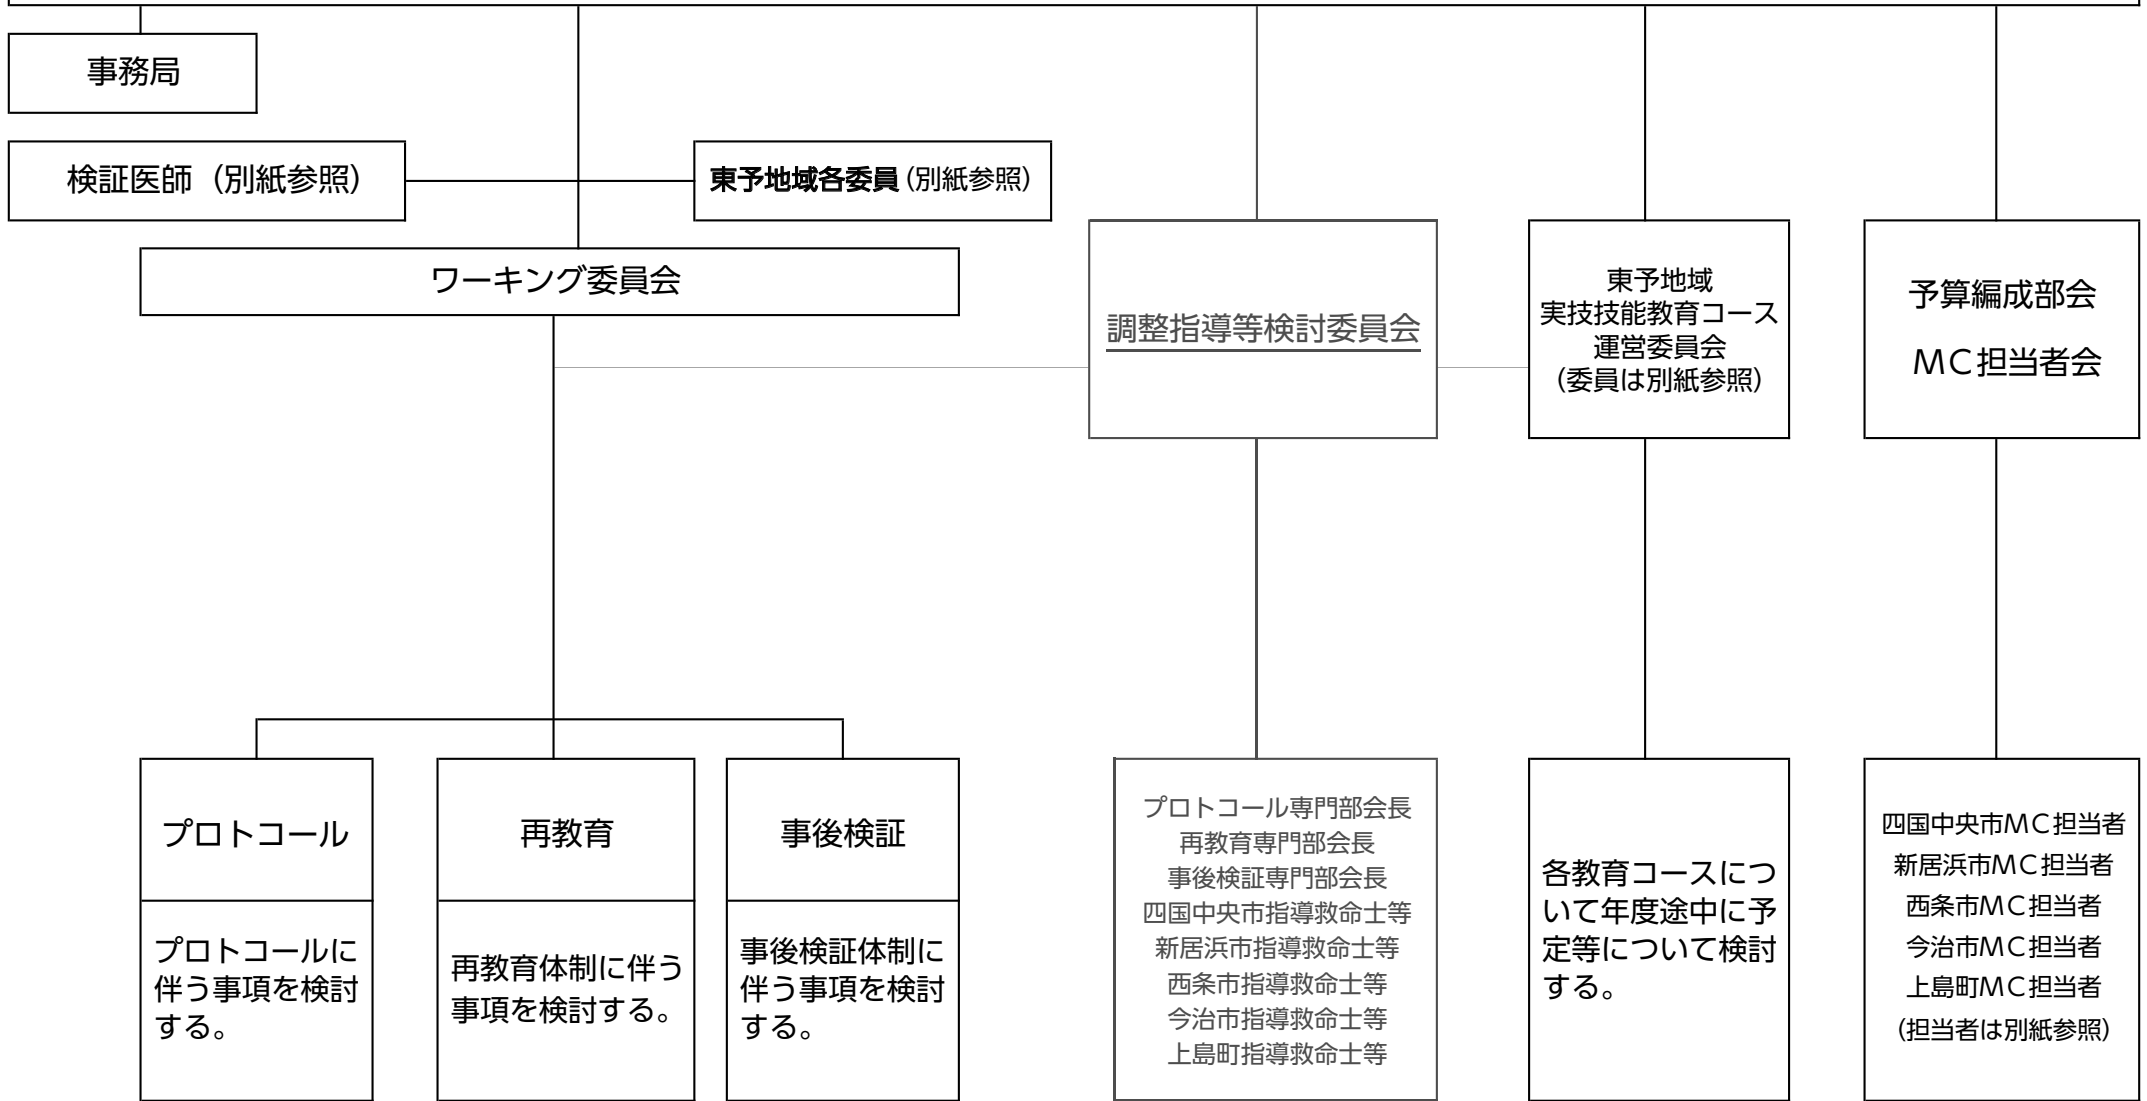 事務局
検証医師（別紙参照）
東予地域各委員（別紙参照）
ワーキング委員会
調整指導等検討委員会
東予地域
実技技能教育コース
運営委員会
（委員は別紙参照）
予算編成部会
ＭＣ担当者会
プロトコール
プロトコールに
伴う事項を検討
する。
再教育
再教育体制に伴う
事項を検討する。
事後検証
事後検証体制に
伴う事項を検討
する。
プロトコール専門部会長
再教育専門部会長
事後検証専門部会長
四国中央市指導救命士等
新居浜市指導救命士等
西条市指導救命士等
今治市指導救命士等
上島町指導救命士等
各教育コースにつ
いて年度途中に予
定等について検討
する。
四国中央市ＭＣ担当者
新居浜市ＭＣ担当者
西条市ＭＣ担当者
今治市ＭＣ担当者
上島町ＭＣ担当者
（担当者は別紙参照）